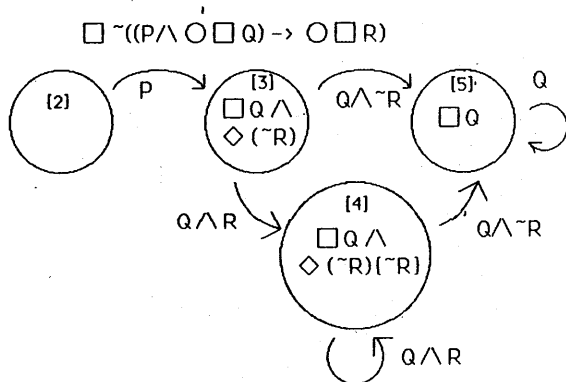 □ ~((P/\ ○ □ Q) -> ○ □ R)
[2]
P
[3]
□ Q /\
◇ (~R)
Q/\~R
[5]
□ Q
Q
Q/\R
[4]
□ Q /\
◇ (~R)[~R]
Q/\~R
Q/\R